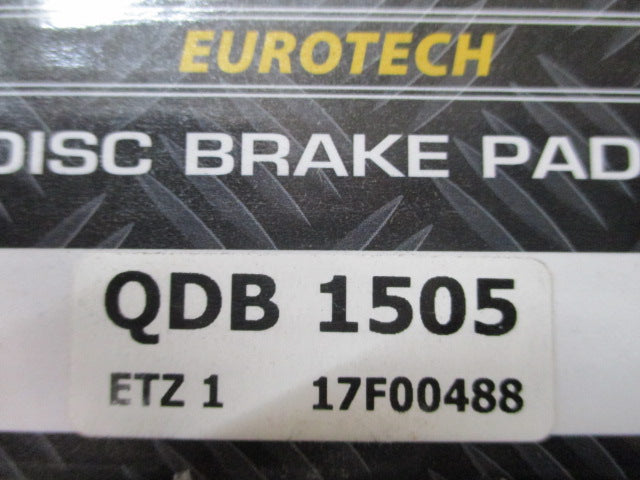 EUROTECH
DISC BRAKE PAD
QDB 1505
ETZ 1 17F00488